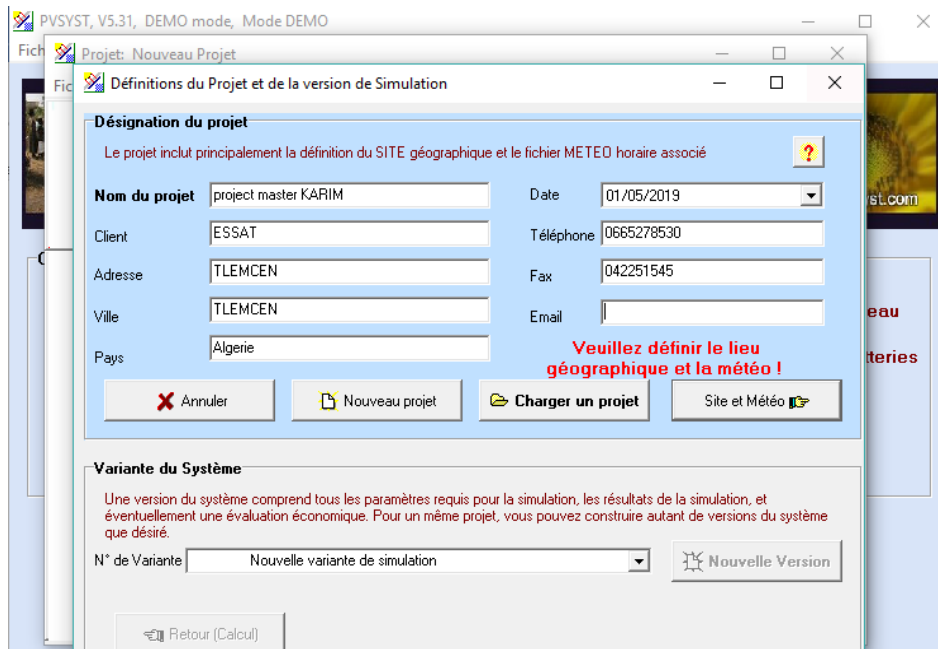 PVSYST, V5.31, DEMO mode, Mode DEMO
Fich
Projet: Nouveau Projet
Fic
Définitions du Projet et de la version de Simulation
Désignation du projet
Le projet inclut principalement la définition du SITE géographique et le fichier METEO horaire associé
?
Nom du projet project master KARIM Date 01/05/2019
yst.com
Client ESSAT Téléphone 0665278530
Adresse TLEMCEN Fax 042251545
Ville TLEMCEN Email
eau
Pays Algerie
Veuillez définir le lieu
géographique et la météo !
tteries
Annuler Nouveau projet Charger un projet Site et Météo
Variante du Système
Une version du système comprend tous les paramètres requis pour la simulation, les résultats de la simulation, et
éventuellement une évaluation économique. Pour un même projet, vous pouvez construire autant de versions du système
que désiré.
N° de Variante Nouvelle variante de simulation Nouvelle Version
Retour (Calcul)